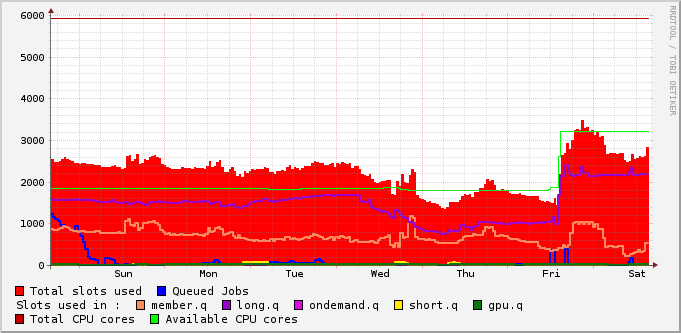 RRDTOOL / TOBI OETIKER
6000
5000
4000
3000
2000
1000
0
Sun Mon Tue Wed Thu Fri Sat
Total slots used Queued Jobs
Slots used in : member.q long.q ondemand.q short.q gpu.q
Total CPU cores Available CPU cores